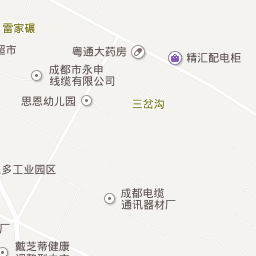 雷家碾
超市
粤通大药房
精汇配电柜
成都市永申
线缆有限公司
思恩幼儿园
三岔沟
多工业园区
成都电缆
通讯器材厂
厂
戴芝蒂健康